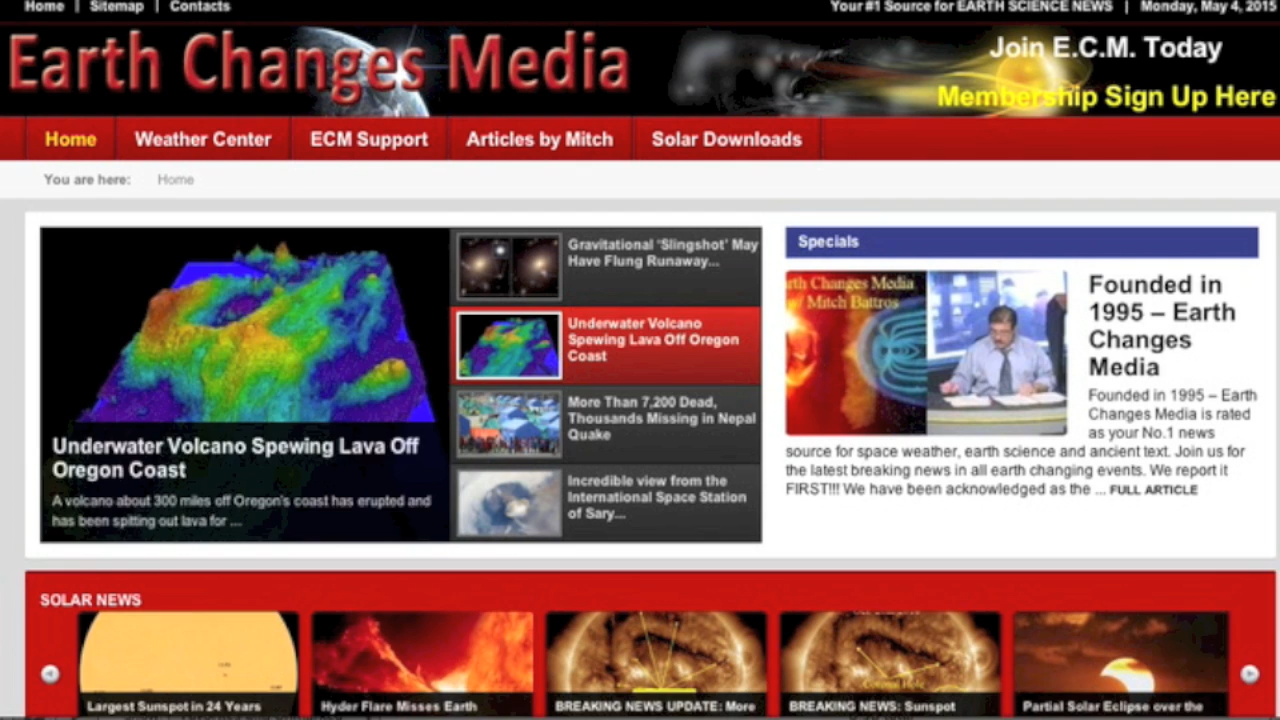 Home | Sitemap | Contacts
Your #1 Source for EARTH SCIENCE NEWS | Monday, May 4, 2015
Earth Changes Media
Join E.C.M. Today
Membership Sign Up Here
Home
Weather Center
ECM Support
Articles by Mitch
Solar Downloads
You are here: Home
Underwater Volcano Spewing Lava Off
Oregon Coast
A volcano about 300 miles off Oregon's coast has erupted and
has been spitting out lava for ...
Gravitational 'Slingshot' May
Have Flung Runaway...
Underwater Volcano
Spewing Lava Off Oregon
Coast
More Than 7,200 Dead,
Thousands Missing in Nepal
Quake
Incredible view from the
International Space Station
of Sary...
Specials
rth Changes Media
w/ Mitch Battros
Founded in
1995 – Earth
Changes
Media
Founded in 1995 – Earth
Changes Media is rated
as your No.1 news
source for space weather, earth science and ancient text. Join us for
the latest breaking news in all earth changing events. We report it
FIRST!!! We have been acknowledged as the ... FULL ARTICLE
SOLAR NEWS
Largest Sunspot in 24 Years
Hyder Flare Misses Earth
BREAKING NEWS UPDATE: More
Coronal Hole
BREAKING NEWS: Sunspot
Partial Solar Eclipse over the